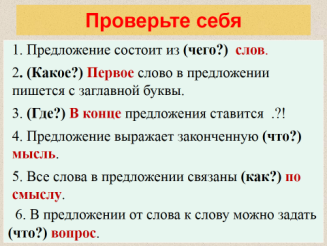 Проверьте себя
1. Предложение состоит из (чего?) слов.
2. (Какое?) Первое слово в предложении
пишется с заглавной буквы.
3. (Где?) В конце предложения ставится .?!
4. Предложение выражает законченную (что?)
мысль.
5. Все слова в предложении связаны (как?) по
смыслу.
6. В предложении от слова к слову можно задать
(что?) вопрос.